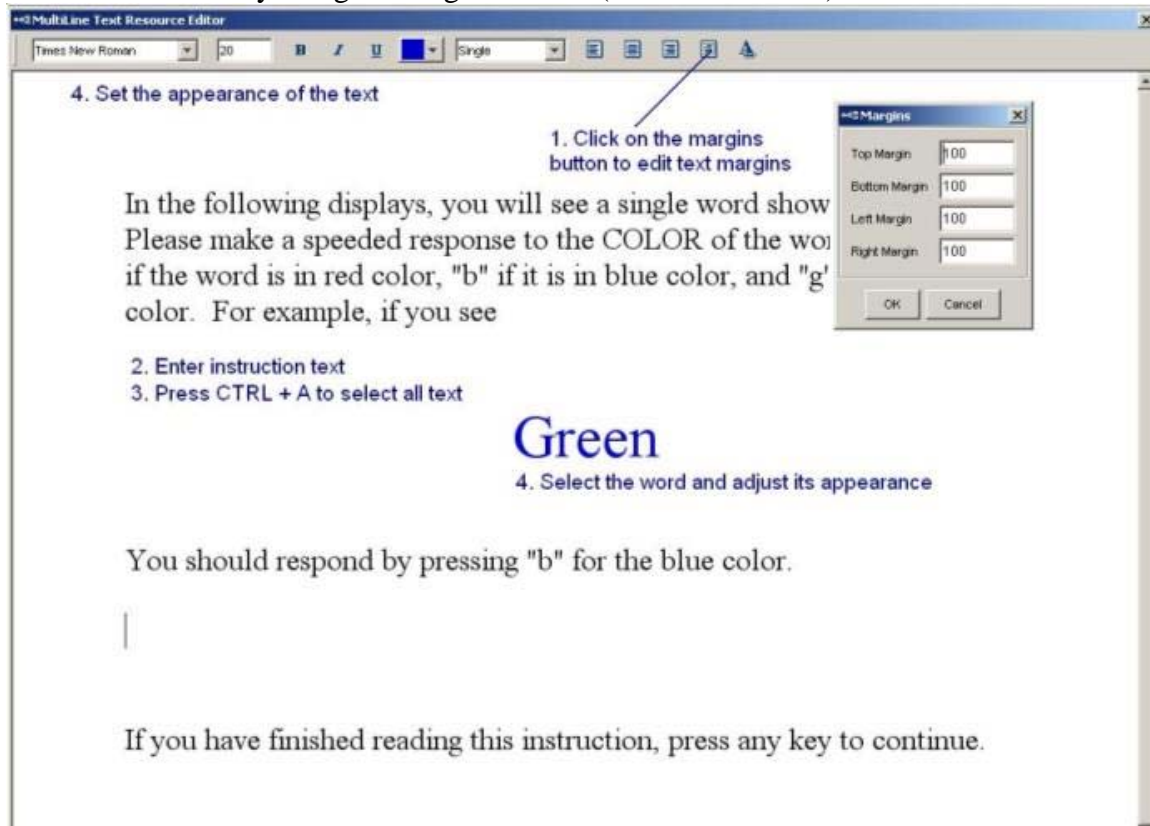 MultiLine Text Resource Editor
Times New Roman 20 B I U Single A
4. Set the appearance of the text
1. Click on the margins
button to edit text margins
Margins
Top Margin 100
Bottom Margin 100
Left Margin 100
Right Margin 100
OK Cancel
In the following displays, you will see a single word show
Please make a speeded response to the COLOR of the wor
if the word is in red color, "b" if it is in blue color, and "g"
color. For example, if you see
2. Enter instruction text
3. Press CTRL + A to select all text
Green
4. Select the word and adjust its appearance
You should respond by pressing "b" for the blue color.
If you have finished reading this instruction, press any key to continue.